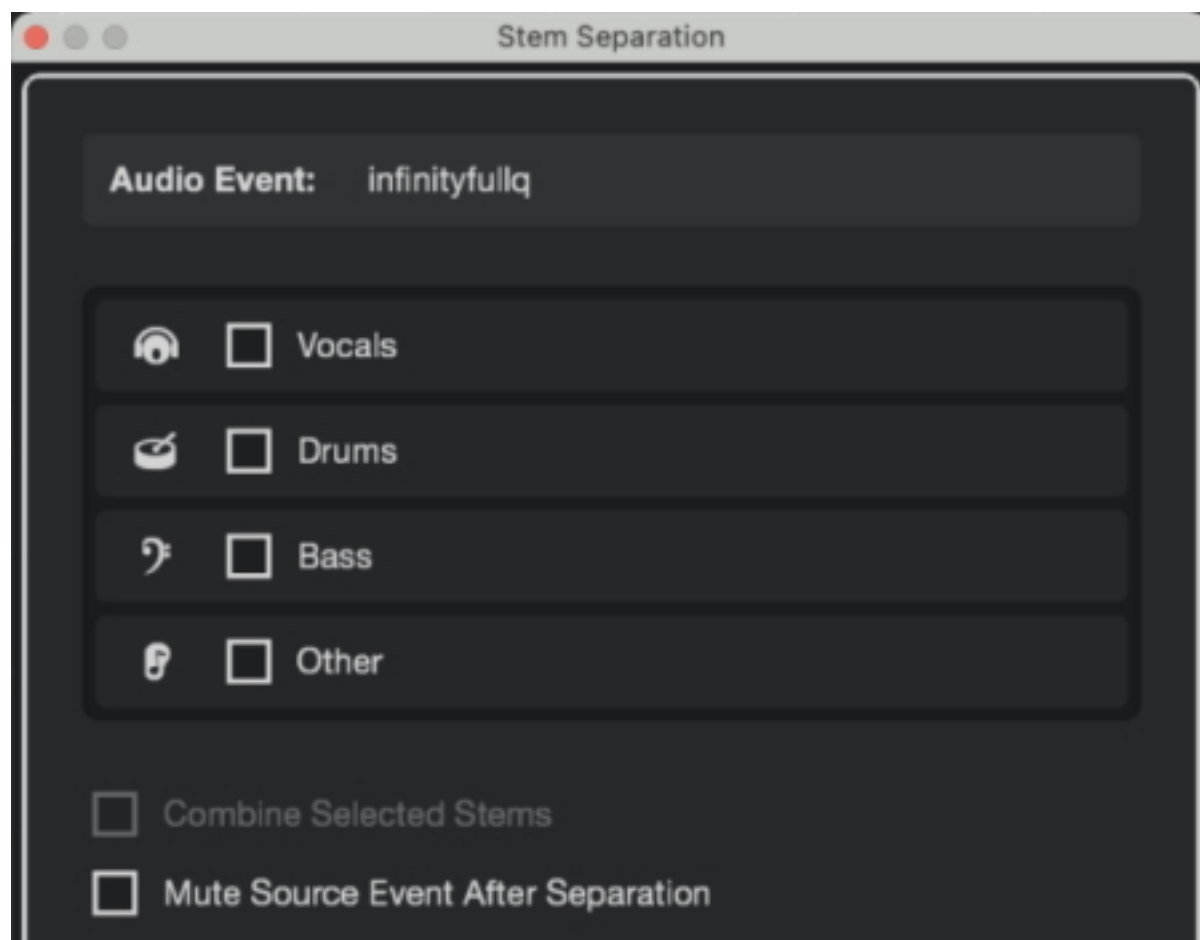 Stem Separation
Audio Event: infinityfullq
Vocals
Drums
Bass
Other
Combine Selected Stems
Mute Source Event After Separation